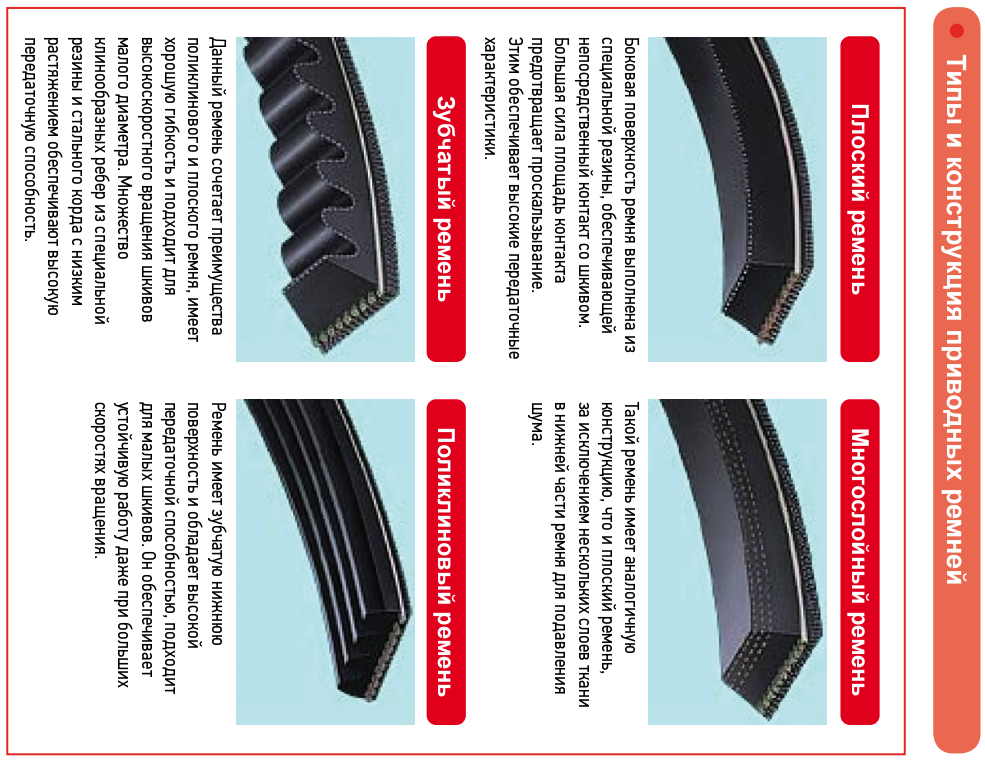 Типы и конструкция приводных ремней
Плоский ремень
Боковая поверхность ремня выполнена из
специальной резины, обеспечивающей
непосредственный контакт со шкивом.
Большая сила площадь контакта
предотвращает проскальзывание.
Этим обеспечивает высокие передаточные
характеристики.
Многослойный ремень
Такой ремень имеет аналогичную
конструкцию, что и плоский ремень,
за исключением нескольких слоев ткани
в нижней части ремня для подавления
шума.
Зубчатый ремень
Данный ремень сочетает преимущества
поликлинового и плоского ремня, имеет
хорошую гибкость и подходит для
высокоскоростного вращения шкивов
малого диаметра. Множество
клинообразных ребер из специальной
резины и стального корда с низким
растяжением обеспечивают высокую
передаточную способность.
Поликлиновый ремень
Ремень имеет зубчатую нижнюю
поверхность и обладает высокой
передаточной способностью, подходит
для малых шкивов. Он обеспечивает
устойчивую работу даже при больших
скоростях вращения.